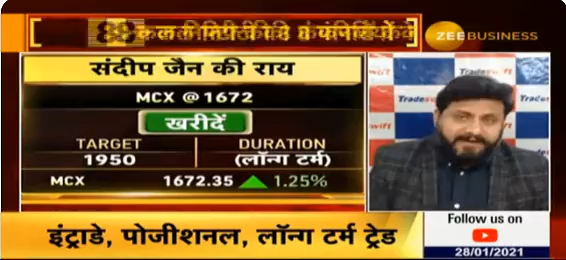 ZEE BUSINESS
संदीप जैन की राय
MCX @ 1672
खरीदें
TARGET
1950
DURATION
(लॉन्ग टर्म)
MCX 1672.35 1.25%
इंट्राडे, पोजीशनल, लॉन्ग टर्म ट्रेड
Tradeswift
Follow us on
28/01/2021